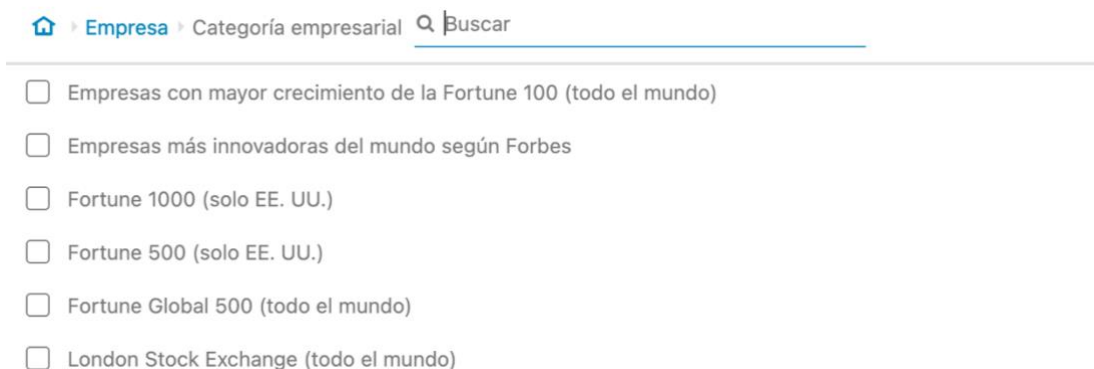 Empresa Categoría empresarial Buscar
Empresas con mayor crecimiento de la Fortune 100 (todo el mundo)
Empresas más innovadoras del mundo según Forbes
Fortune 1000 (solo EE. UU.)
Fortune 500 (solo EE. UU.)
Fortune Global 500 (todo el mundo)
London Stock Exchange (todo el mundo)